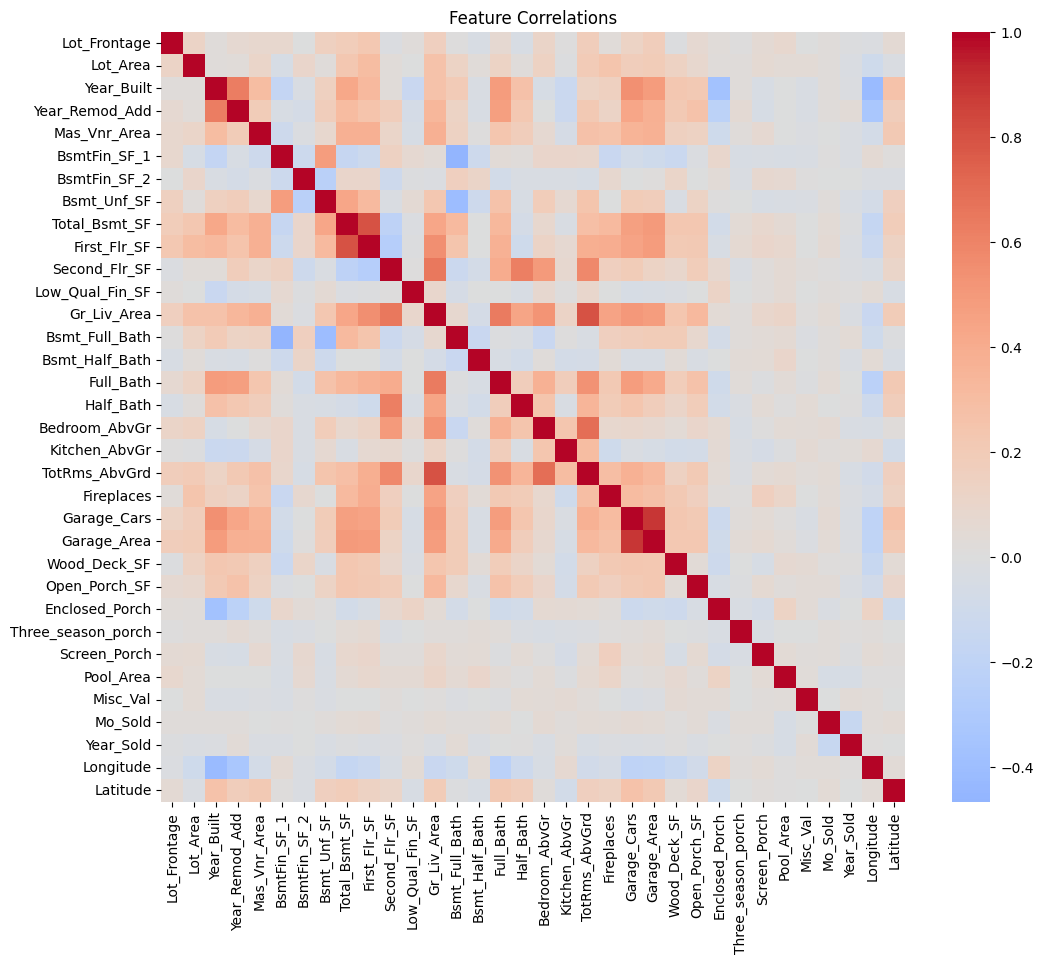 Feature Correlations
Lot_Frontage
Lot_Area
Year_Built
Year_Remod_Add
Mas_Vnr_Area
BsmtFin_SF_1
BsmtFin_SF_2
Bsmt_Unf_SF
Total_Bsmt_SF
First_Flr_SF
Second_Flr_SF
Low_Qual_Fin_SF
Gr_Liv_Area
Bsmt_Full_Bath
Bsmt_Half_Bath
Full_Bath
Half_Bath
Bedroom_AbvGr
Kitchen_AbvGr
TotRms_AbvGrd
Fireplaces
Garage_Cars
Garage_Area
Wood_Deck_SF
Open_Porch_SF
Enclosed_Porch
Three_season_porch
Screen_Porch
Pool_Area
Misc_Val
Mo_Sold
Year_Sold
Longitude
Latitude
Lot_Frontage
Lot_Area
Year_Built
Year_Remod_Add
Mas_Vnr_Area
BsmtFin_SF_1
BsmtFin_SF_2
Bsmt_Unf_SF
Total_Bsmt_SF
First_Flr_SF
Second_Flr_SF
Low_Qual_Fin_SF
Gr_Liv_Area
Bsmt_Full_Bath
Bsmt_Half_Bath
Full_Bath
Half_Bath
Bedroom_AbvGr
Kitchen_AbvGr
TotRms_AbvGrd
Fireplaces
Garage_Cars
Garage_Area
Wood_Deck_SF
Open_Porch_SF
Enclosed_Porch
Three_season_porch
Screen_Porch
Pool_Area
Misc_Val
Mo_Sold
Year_Sold
Longitude
Latitude
1.0
0.8
0.6
0.4
0.2
0.0
−0.2
−0.4